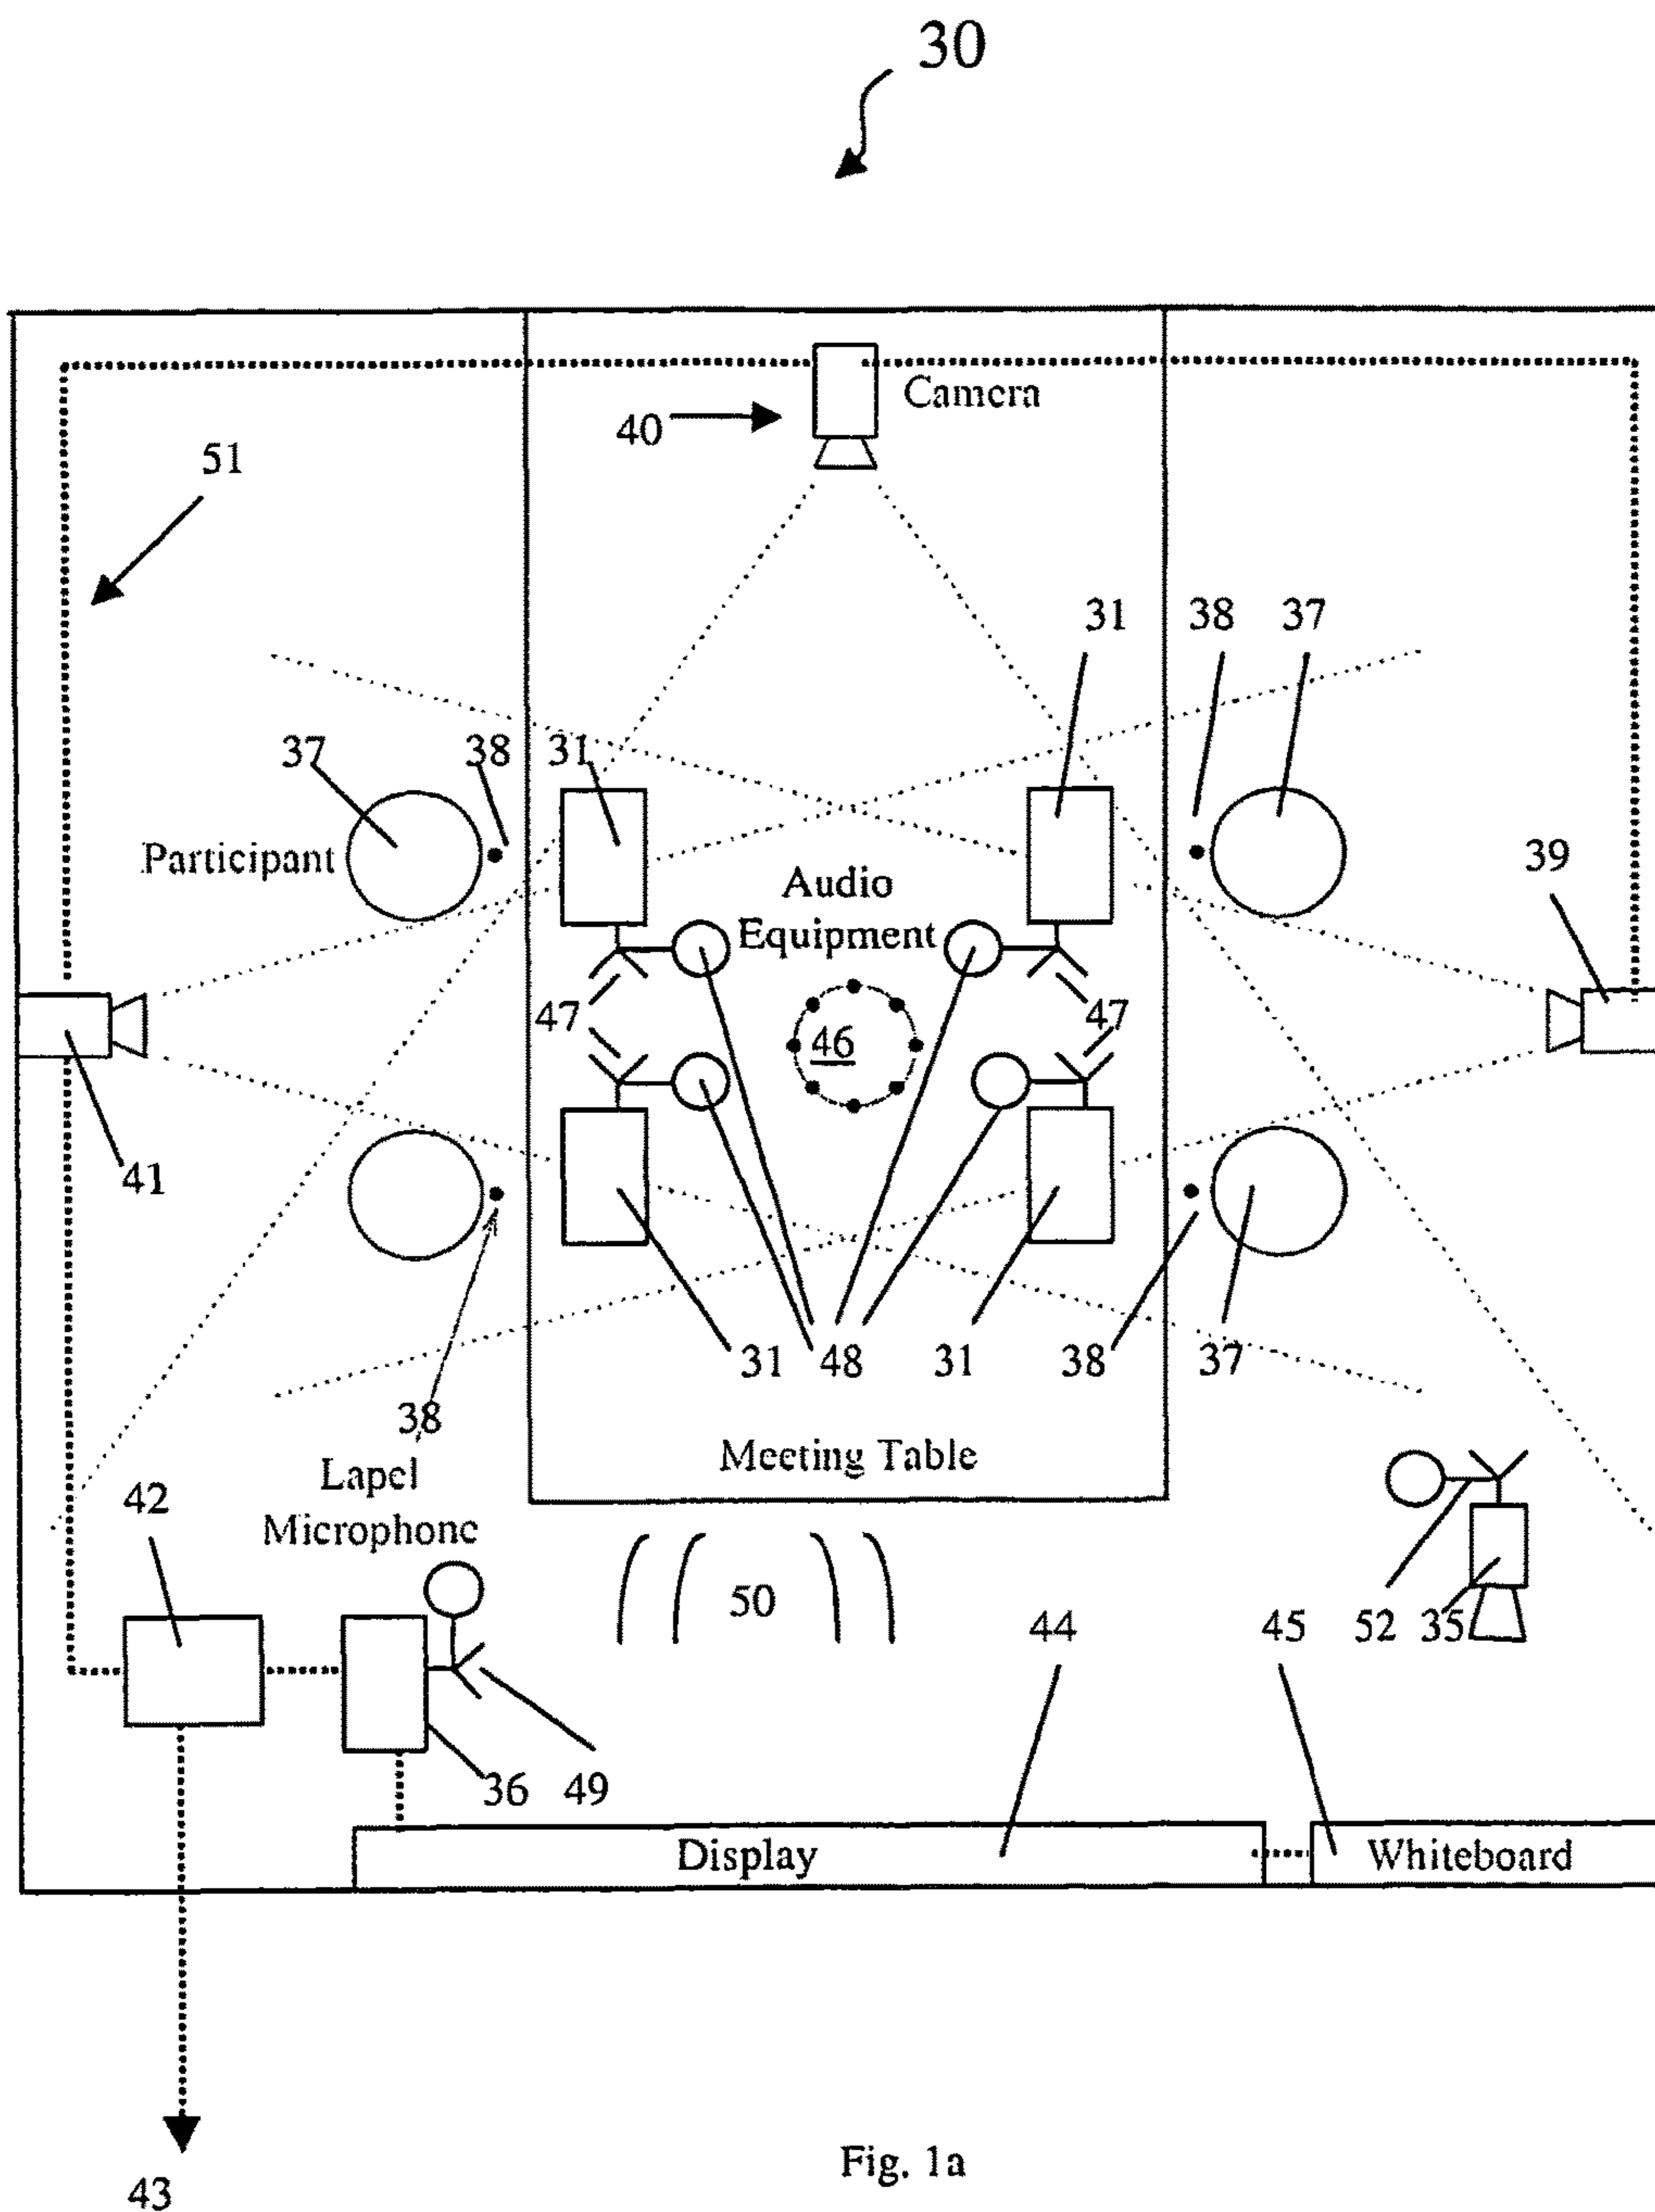 30
Camera
40
51
31 38 37
37 38 31
Participant
39
Audio
Equipment
47 47
46
41
31 48 31 38 37
38
Meeting Table
Lapel
Microphone
42
50
44 45 52 35
36 49
Display
Whiteboard
43
Fig. 1a